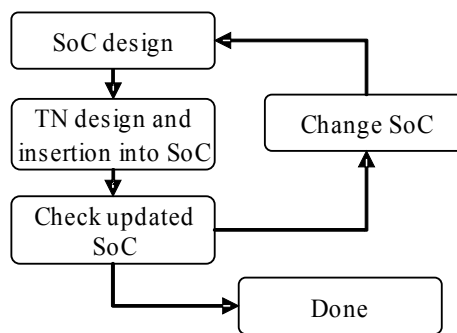 SoC design
TN design and
insertion into SoC
Change SoC
Check updated
SoC
Done